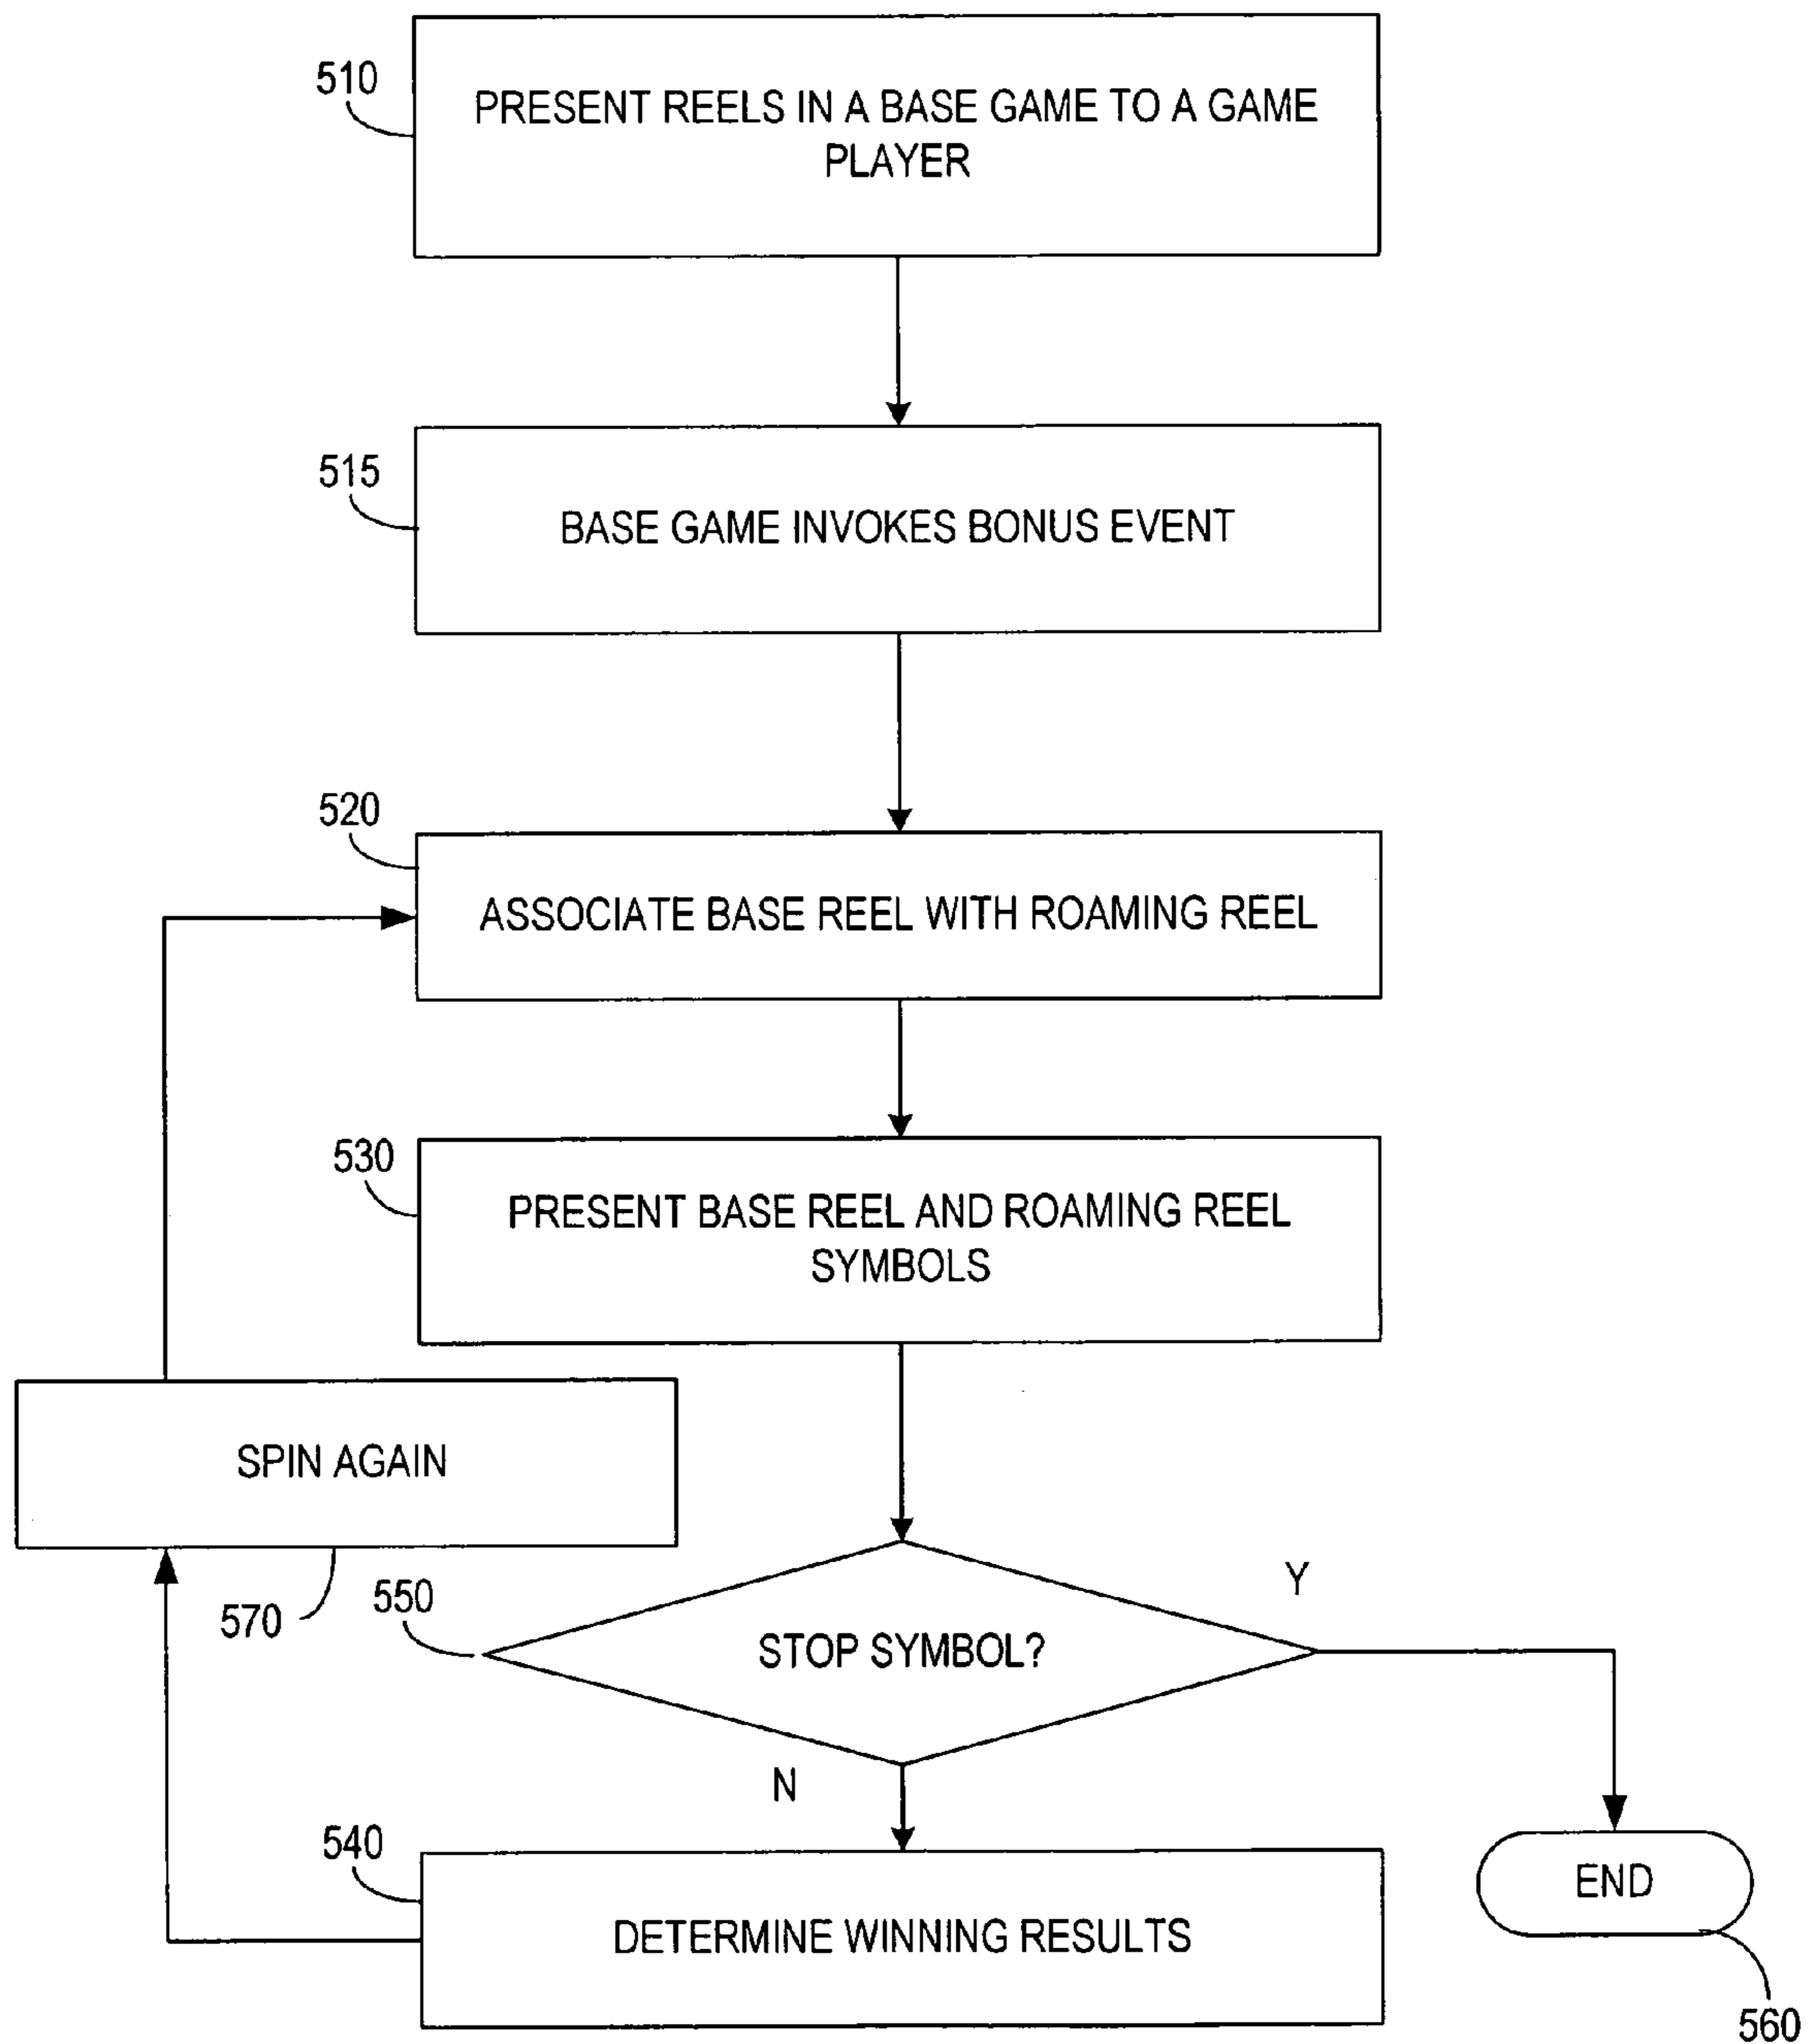 510
PRESENT REELS IN A BASE GAME TO A GAME
PLAYER
515
BASE GAME INVOKES BONUS EVENT
520
ASSOCIATE BASE REEL WITH ROAMING REEL
530
PRESENT BASE REEL AND ROAMING REEL
SYMBOLS
SPIN AGAIN
570
550
STOP SYMBOL?
Y
N
540
DETERMINE WINNING RESULTS
END
560